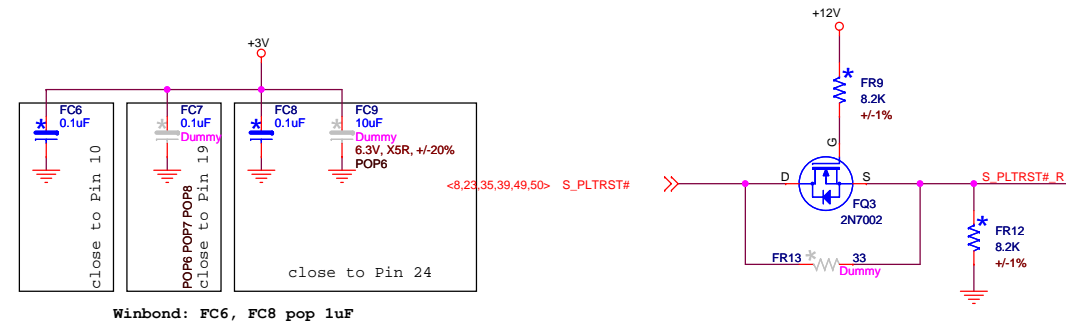 +3V
FC6
0.1uF
close to Pin 10
FC7
0.1uF
Dummy
POP6 POP7 POP8
close to Pin 19
FC8
0.1uF
FC9
10uF
Dummy
6.3V, X5R, +/-20%
POP6
close to Pin 24
Winbond: FC6, FC8 pop 1uF
<8,23,35,39,49,50> S_PLTRST#
+12V
FR9
8.2K
+/-1%
G
D
S
FQ3
2N7002
FR13
33
Dummy
S_PLTRST#_R
FR12
8.2K
+/-1%